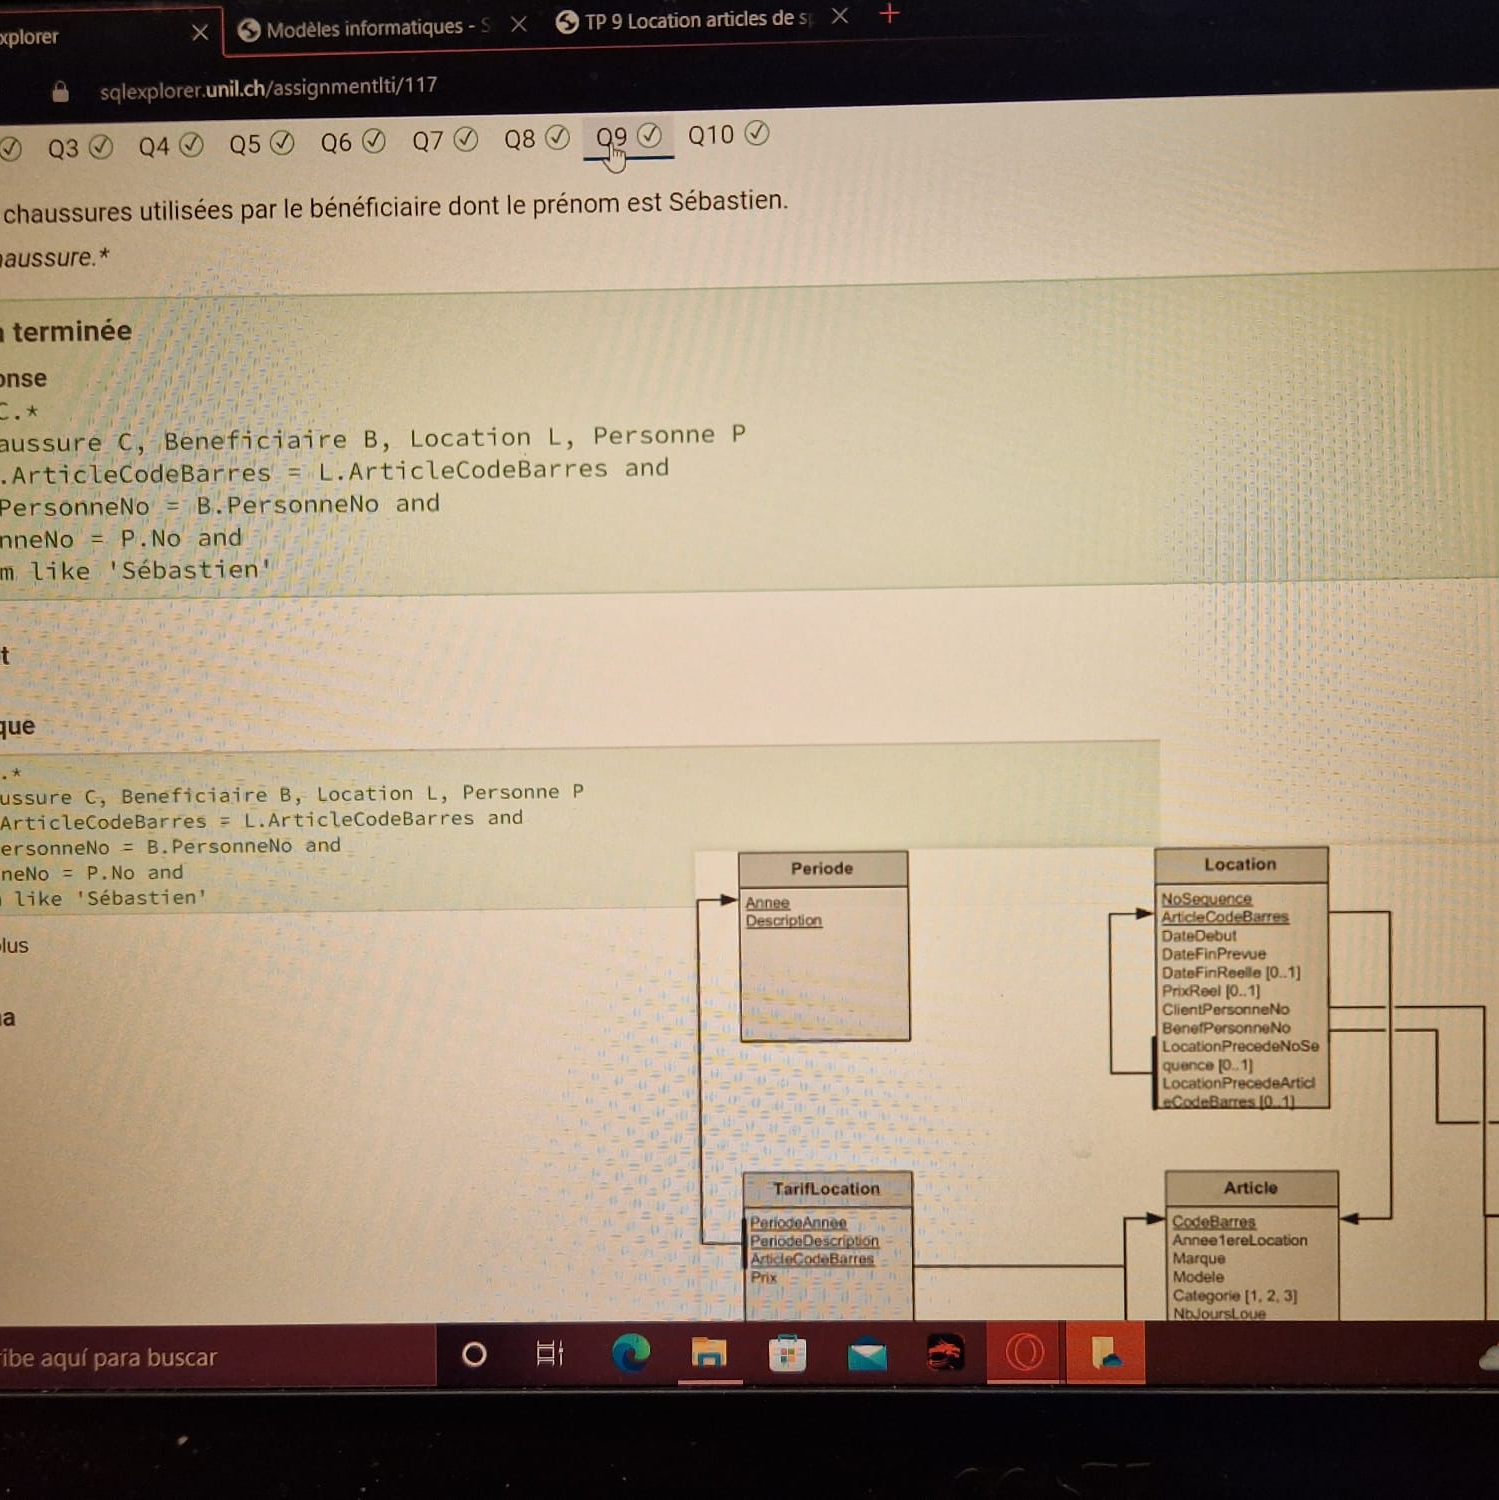 xplorer
Modèles informatiques - S
TP 9 Location articles de sp
sqlexplorer.unil.ch/assignmentlti/117
Q3 Q4 Q5 Q6 Q7 Q8 Q9 Q10
chaussures utilisées par le bénéficiaire dont le prénom est Sébastien.
aussure.*
terminée
onse
C.*
aussure C, Beneficiaire B, Location L, Personne P
.ArticleCodeBarres = L.ArticleCodeBarres and
PersonneNo = B.PersonneNo and
nneNo = P.No and
m like 'Sébastien'
t
que
.*
ussure C, Beneficiaire B, Location L, Personne P
ArticleCodeBarres = L.ArticleCodeBarres and
ersonneNo = B.PersonneNo and
neNo = P.No and
like 'Sébastien'
lus
a
Periode
Annee
Description
Location
NoSequence
ArticleCodeBarres
DateDebut
DateFinPrevue
DateFinReelle [0..1]
PrixReel [0..1]
ClientPersonneNo
BenefPersonneNo
LocationPrecedeNoSe
quence [0..1]
LocationPrecedeArticl
eCodeBarres [0..1]
TarifLocation
PeriodeAnnee
PeriodeDescription
ArticleCodeBarres
Prix
Article
CodeBarres
Annee1ereLocation
Marque
Modele
Categorie [1, 2, 3]
NbJoursLoue
ribe aquí para buscar